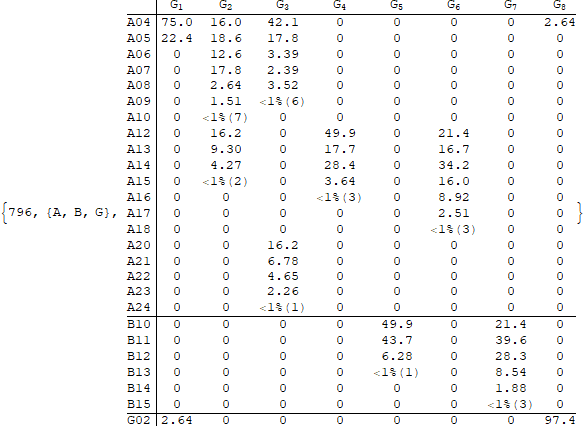 G₁ G₂ G₃ G₄ G₅ G₆ G₇ G₈
A04 75.0 16.0 42.1 0 0 0 0 2.64
A05 22.4 18.6 17.8 0 0 0 0 0
A06 0 12.6 3.39 0 0 0 0 0
A07 0 17.8 2.39 0 0 0 0 0
A08 0 2.64 3.52 0 0 0 0 0
A09 0 1.51 <1%(6) 0 0 0 0 0
A10 0 <1%(7) 0 0 0 0 0 0
A12 0 16.2 0 49.9 0 21.4 0 0
A13 0 9.30 0 17.7 0 16.7 0 0
A14 0 4.27 0 28.4 0 34.2 0 0
A15 0 <1%(2) 0 3.64 0 16.0 0 0
A16 0 0 0 <1%(3) 0 8.92 0 0
{796, {A, B, G}, A17 0 0 0 0 0 2.51 0 0 }
A18 0 0 0 0 0 <1%(3) 0 0
A20 0 0 16.2 0 0 0 0 0
A21 0 0 6.78 0 0 0 0 0
A22 0 0 4.65 0 0 0 0 0
A23 0 0 2.26 0 0 0 0 0
A24 0 0 <1%(1) 0 0 0 0 0
B10 0 0 0 0 49.9 0 21.4 0
B11 0 0 0 0 43.7 0 39.6 0
B12 0 0 0 0 6.28 0 28.3 0
B13 0 0 0 0 <1%(1) 0 8.54 0
B14 0 0 0 0 0 0 1.88 0
B15 0 0 0 0 0 0 <1%(3) 0
G02 2.64 0 0 0 0 0 0 97.4